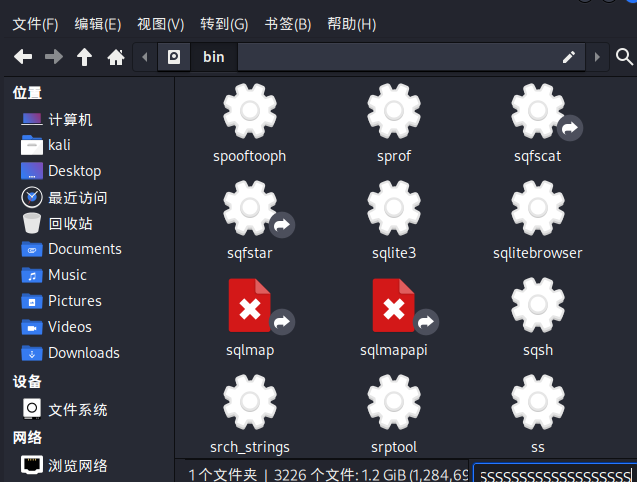 文件(F) 编辑(E) 视图(V) 转到(G) 书签(B) 帮助(H)
bin
位置
计算机
kali
Desktop
最近访问
回收站
Documents
Music
Pictures
Videos
Downloads
设备
文件系统
网络
浏览网络
spooftooph sprof sqfscat
sqfstar sqlite3 sqlitebrowser
sqlmap sqlmapapi sqsh
srch_strings srptool ss
1 个文件夹 | 3226 个文件: 1.2 GiB (1,284,69